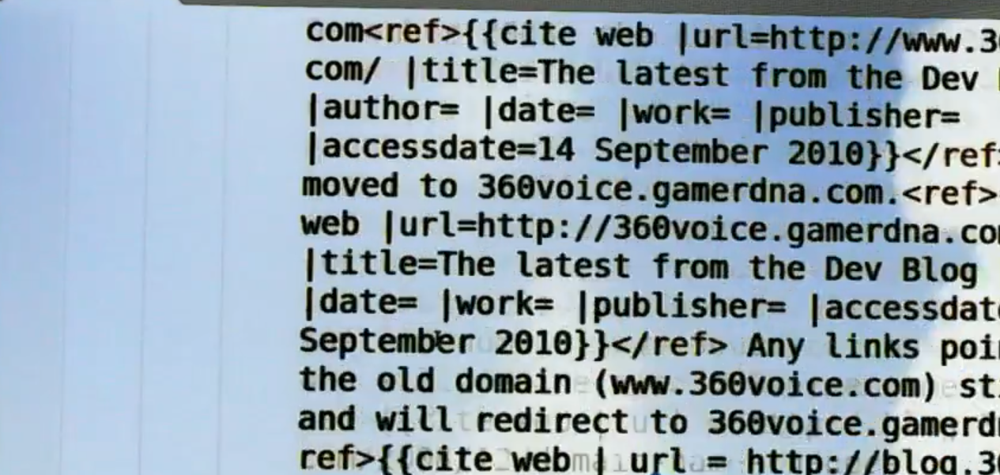 com<ref>{{cite web |url=http://www.3
com/ |title=The latest from the Dev
|author= |date= |work= |publisher=
|accessdate=14 September 2010}}</ref>
moved to 360voice.gamerdna.com.<ref>
web |url=http://360voice.gamerdna.co
|title=The latest from the Dev Blog
|date= |work= |publisher= |accessdat
September 2010}}</ref> Any links poi
the old domain (www.360voice.com) st
and will redirect to 360voice.gamerd
ref>{{cite web | url = http://blog.3